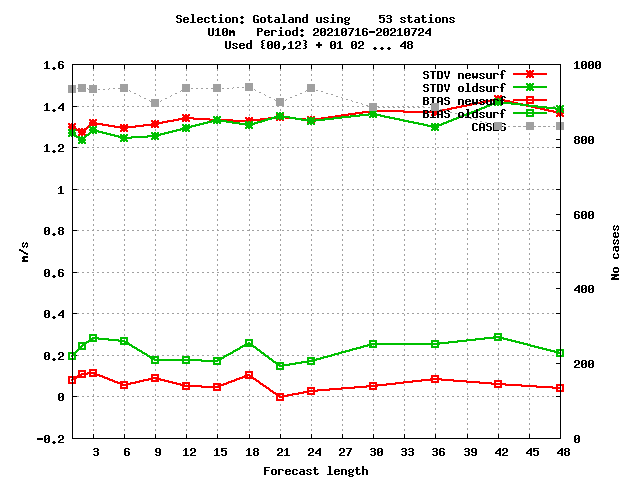 Selection: Gotaland using    53 stations
U10m   Period: 20210716-20210724
Used {00,12} + 01 02 ... 48
STDV newsurf
STDV oldsurf
BIAS newsurf
BIAS oldsurf
CASES
1.6
1.4
1.2
1
0.8
0.6
0.4
0.2
0
-0.2
m/s
1000
800
600
400
200
0
No cases
3 6 9 12 15 18 21 24 27 30 33 36 39 42 45 48
Forecast length